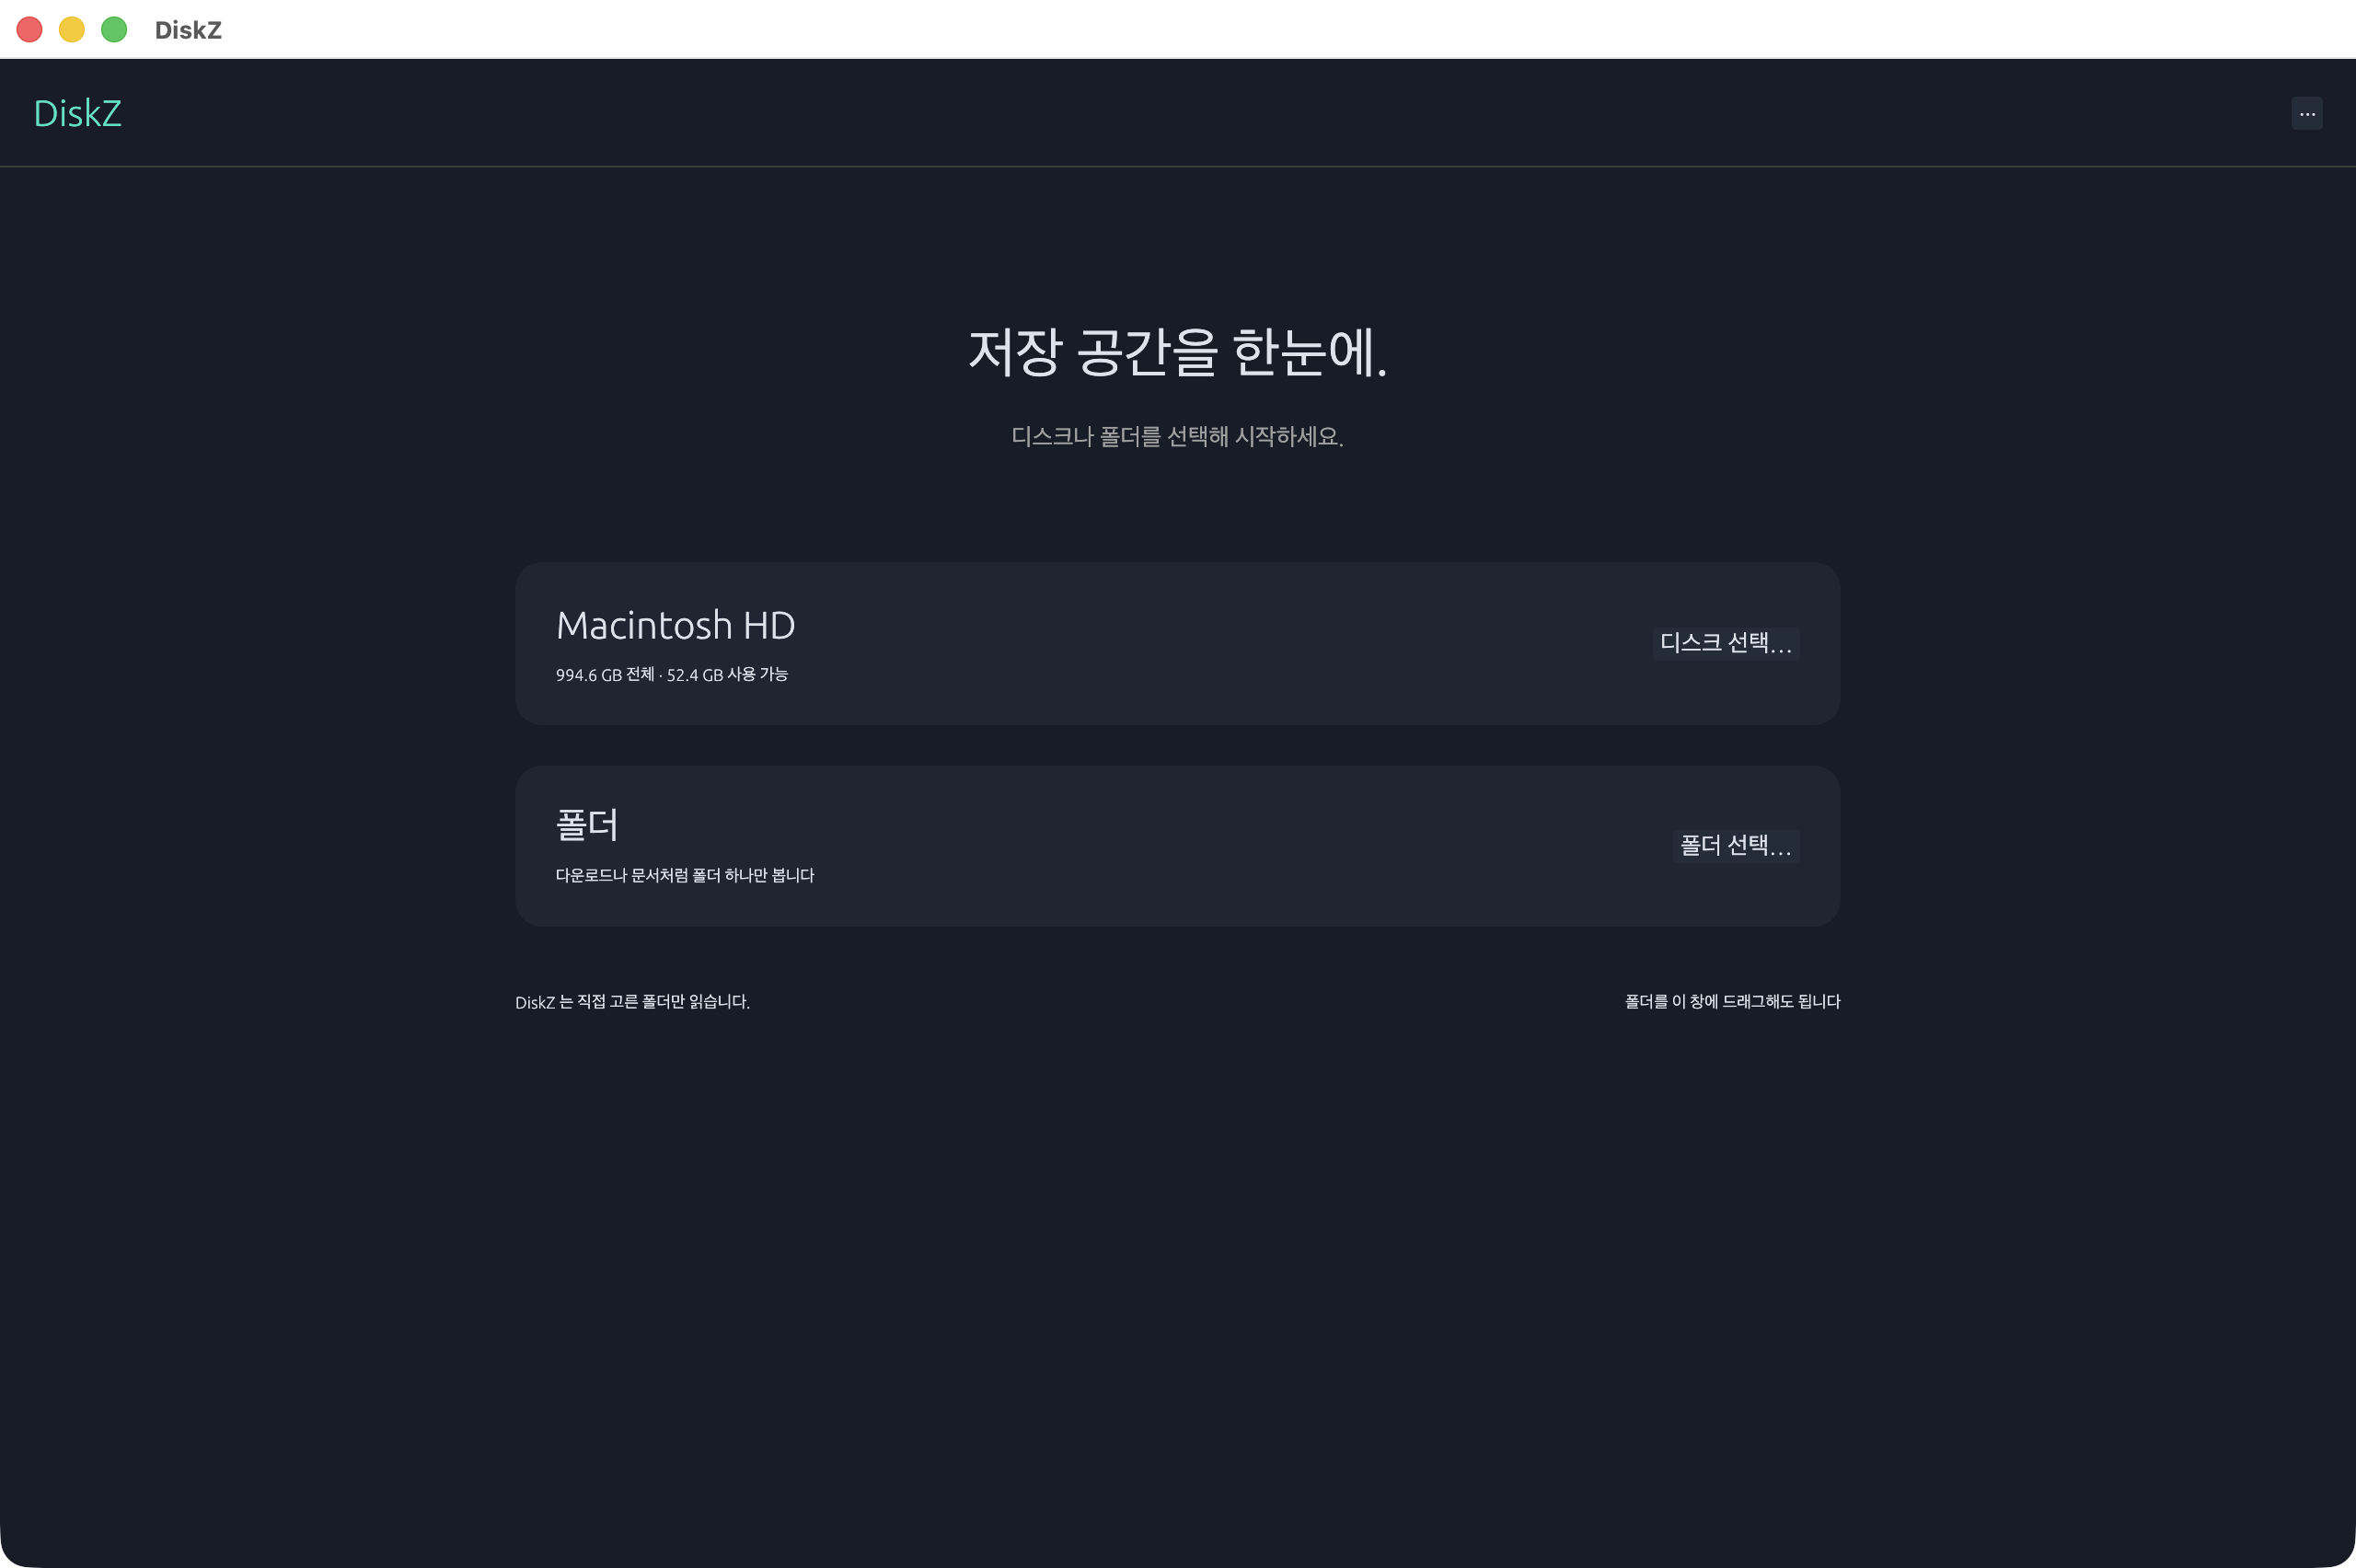 DiskZ
DiskZ
...
저장 공간을 한눈에.
디스크나 폴더를 선택해 시작하세요.
Macintosh HD
994.6 GB 전체 · 52.4 GB 사용 가능
디스크 선택...
폴더
다운로드나 문서처럼 폴더 하나만 봅니다
폴더 선택...
DiskZ 는 직접 고른 폴더만 읽습니다.
폴더를 이 창에 드래그해도 됩니다